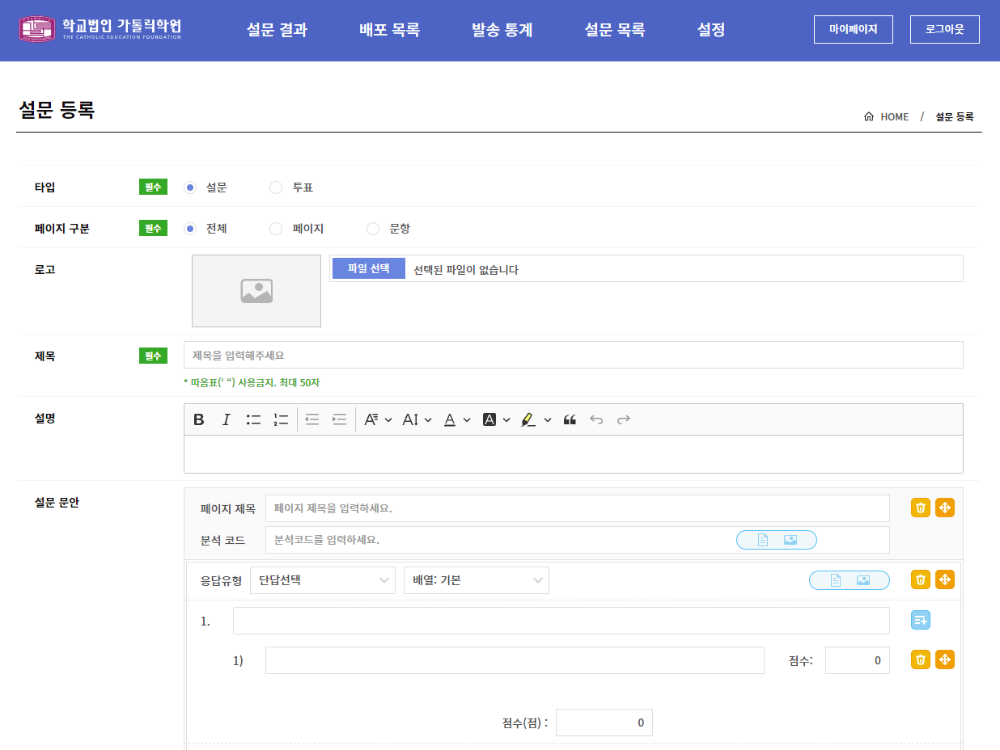 학교법인 가톨릭학원
THE CATHOLIC EDUCATION FOUNDATION
설문 결과 배포 목록 발송 통계 설문 목록 설정 마이페이지 로그아웃
설문 등록
HOME / 설문 등록
타입 필수 설문 투표
페이지 구분 필수 전체 페이지 문항
로고 파일 선택 선택된 파일이 없습니다
제목 필수 제목을 입력해주세요
* 따옴표(‘ “) 사용금지. 최대 50자
설명
설문 문안
페이지 제목 페이지 제목을 입력하세요.
분석 코드 분석코드를 입력하세요.
응답유형 단답선택 배열: 기본
1.
1) 점수: 0
점수(점) : 0